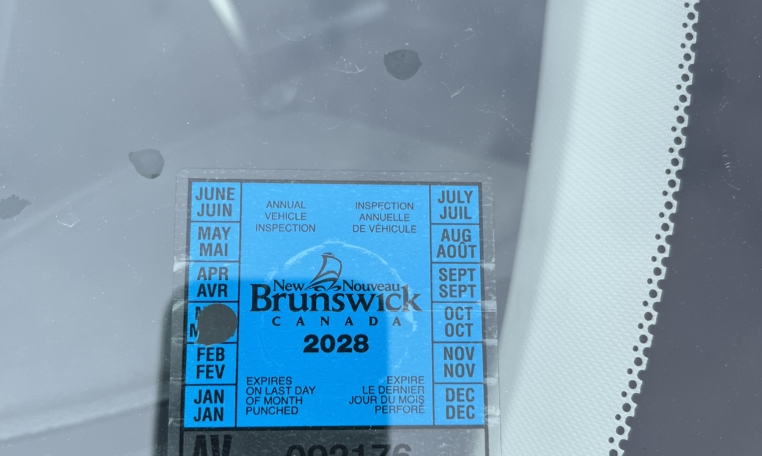 JUNE
JUIN
MAY
MAI
APR
AVR
FEB
FEV
JAN
JAN
ANNUAL
VEHICLE
INSPECTION
INSPECTION
ANNUELLE
DE VÉHICULE
New Nouveau
Brunswick
CANADA
2028
EXPIRES
ON LAST DAY
OF MONTH
PUNCHED
EXPIRE
LE DERNIER
JOUR DU MOIS
PERFORÉ
JULY
JUIL
AUG
AOÛT
SEPT
SEPT
OCT
OCT
NOV
NOV
DEC
DEC
AV